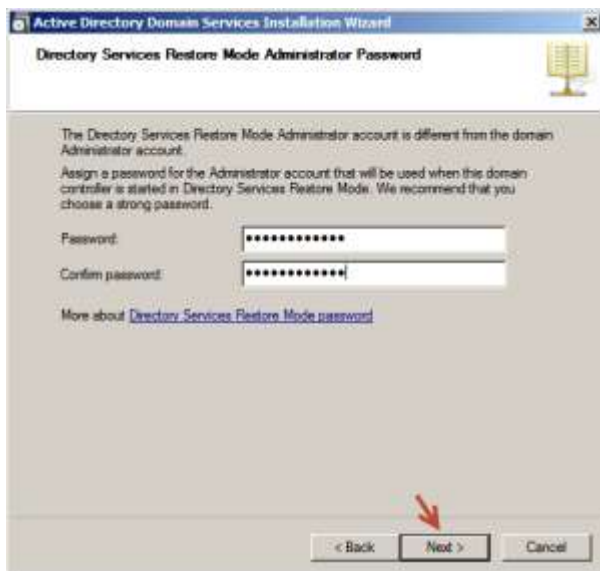 Active Directory Domain Services Installation Wizard
Directory Services Restore Mode Administrator Password
The Directory Services Restore Mode Administrator account is different from the domain
Administrator account.
Assign a password for the Administrator account that will be used when this domain
controller is started in Directory Services Restore Mode. We recommend that you
choose a strong password.
Password:
••••••••••••
Confirm password:
••••••••••••
More about Directory Services Restore Mode password
< Back
Next >
Cancel